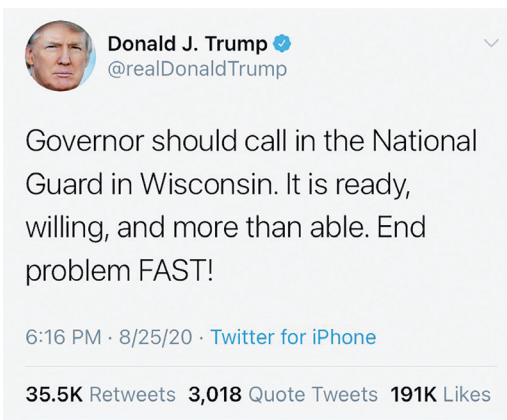 Donald J. Trump
@realDonaldTrump
Governor should call in the National
Guard in Wisconsin. It is ready,
willing, and more than able. End
problem FAST!
6:16 PM · 8/25/20 · Twitter for iPhone
35.5K Retweets 3,018 Quote Tweets 191K Likes